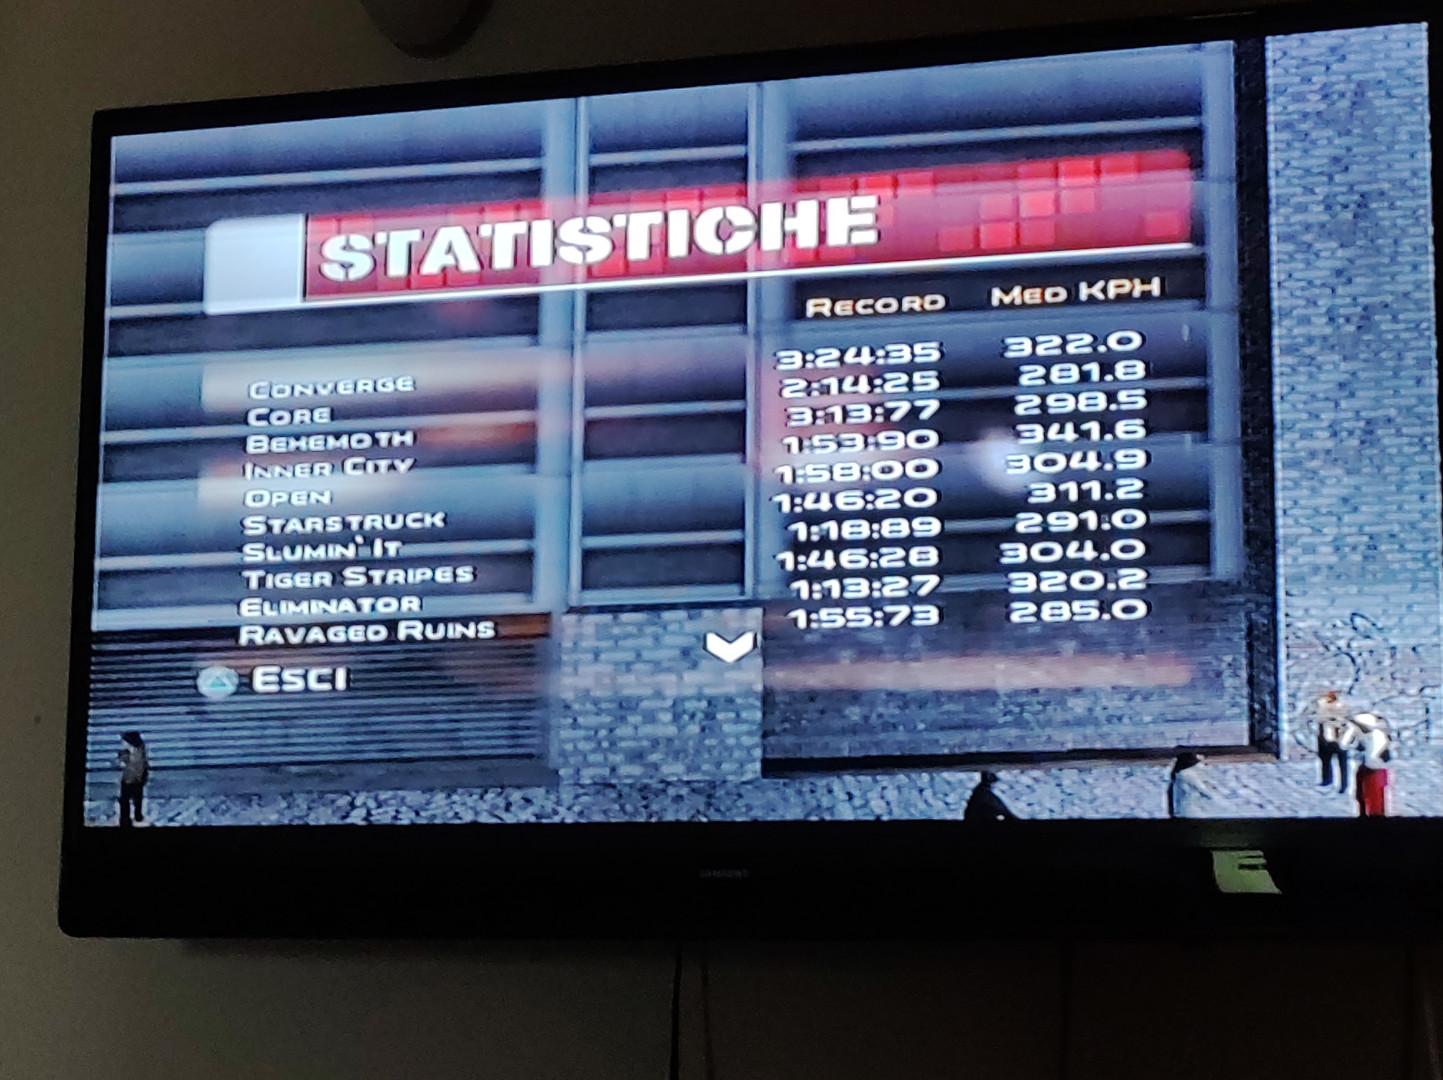 STATISTICHE
RECORD MED KPH
CONVERGE 3:24:35 322.0
CORE 2:14:25 281.8
BEHEMOTH 3:13:77 298.5
INNER CITY 1:53:90 341.6
OPEN 1:58:00 304.9
STARSTRUCK 1:46:20 311.2
SLUMIN' IT 1:18:89 291.0
TIGER STRIPES 1:46:28 304.0
ELIMINATOR 1:13:27 320.2
RAVAGED RUINS 1:55:73 285.0
ESCI
SAMSUNG